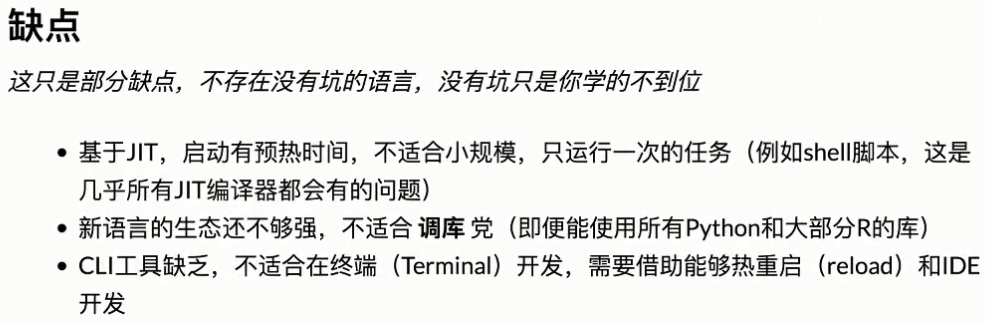 缺点
这只是部分缺点，不存在没有坑的语言，没有坑只是你学的不到位
• 基于JIT，启动有预热时间，不适合小规模，只运行一次的任务（例如shell脚本，这是
几乎所有JIT编译器都会有的问题）
• 新语言的生态还不够强，不适合 调库 党（即便能使用所有Python和大部分R的库）
• CLI工具缺乏，不适合在终端（Terminal）开发，需要借助能够热重启（reload）和IDE
开发